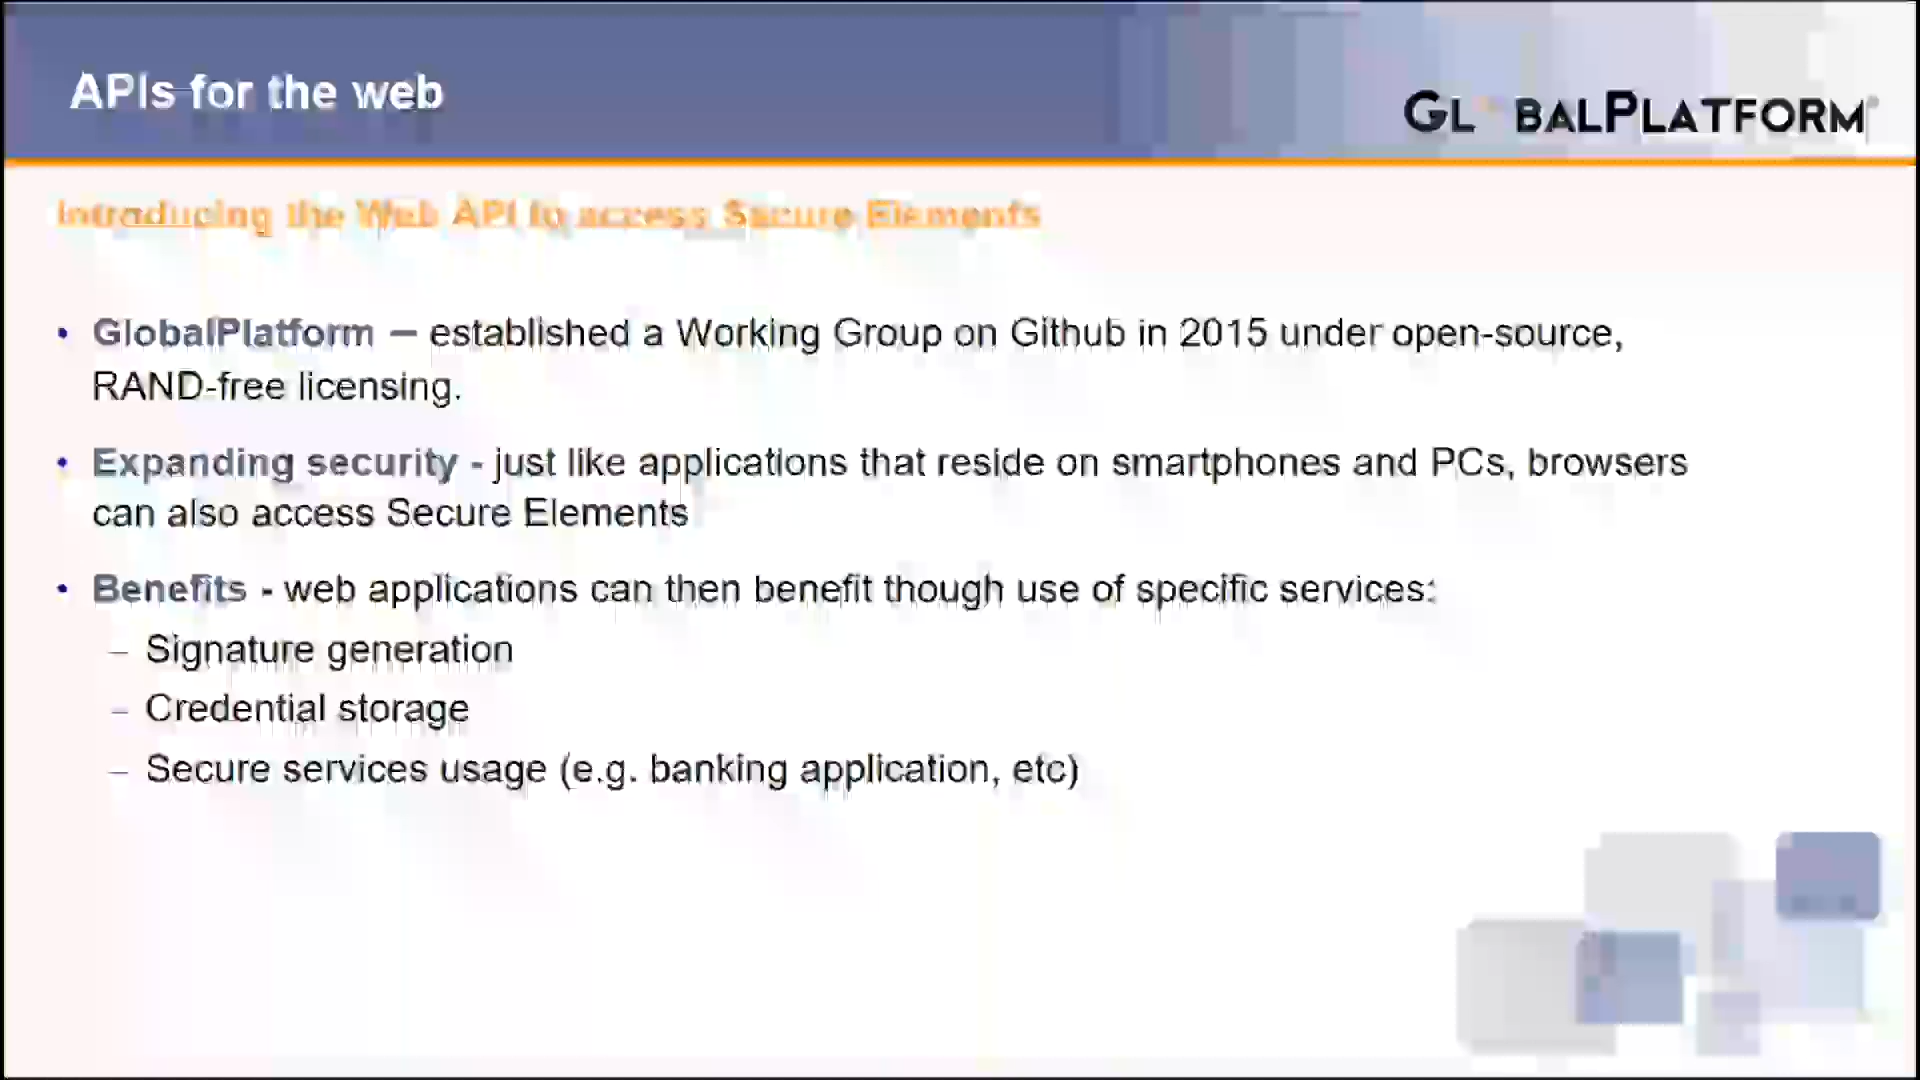 APIs for the web
GLOBALPLATFORM
Introducing the Web API to access Secure Elements
• GlobalPlatform – established a Working Group on Github in 2015 under open-source,
RAND-free licensing.
• Expanding security - just like applications that reside on smartphones and PCs, browsers
can also access Secure Elements
• Benefits - web applications can then benefit though use of specific services:
– Signature generation
– Credential storage
– Secure services usage (e.g. banking application, etc)